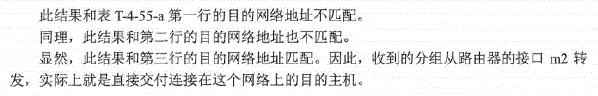 此结果和表 T-4-55-a 第一行的目的网络地址不匹配。
同理，此结果和第二行的目的网络地址也不匹配。
显然，此结果和第三行的目的网络地址匹配。因此，收到的分组从路由器的接口 m2 转
发，实际上就是直接交付连接在这个网络上的目的主机。